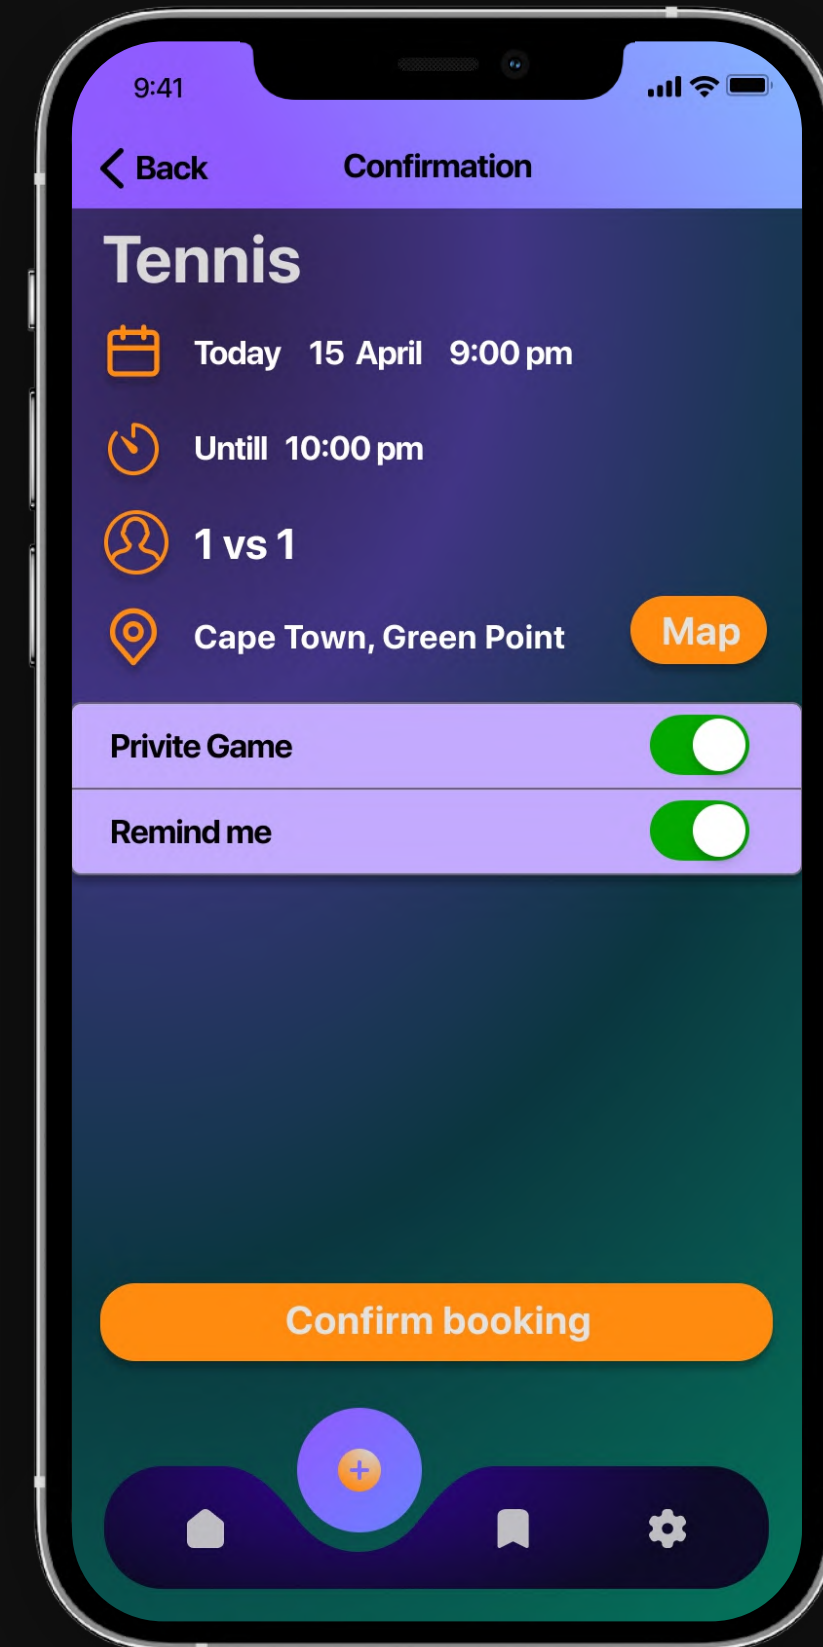 9:41
Back Confirmation
Tennis
Today 15 April 9:00 pm
Untill 10:00 pm
1 vs 1
Cape Town, Green Point Map
Privite Game
Remind me
Confirm booking